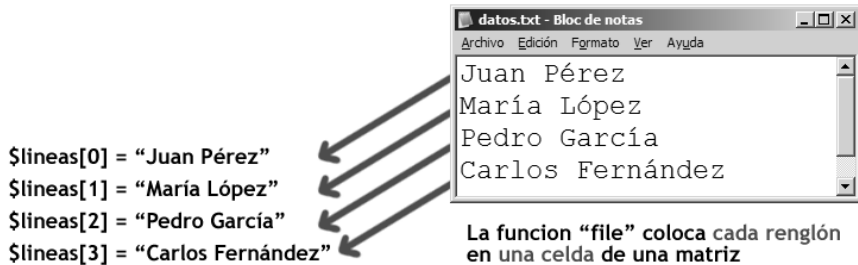 datos.txt - Bloc de notas
Archivo Edición Formato Ver Ayuda
Juan Pérez
María López
Pedro García
Carlos Fernández
$lineas[0] = “Juan Pérez”
$lineas[1] = “María López”
$lineas[2] = “Pedro García”
$lineas[3] = “Carlos Fernández”
La funcion “file” coloca cada renglón
en una celda de una matriz